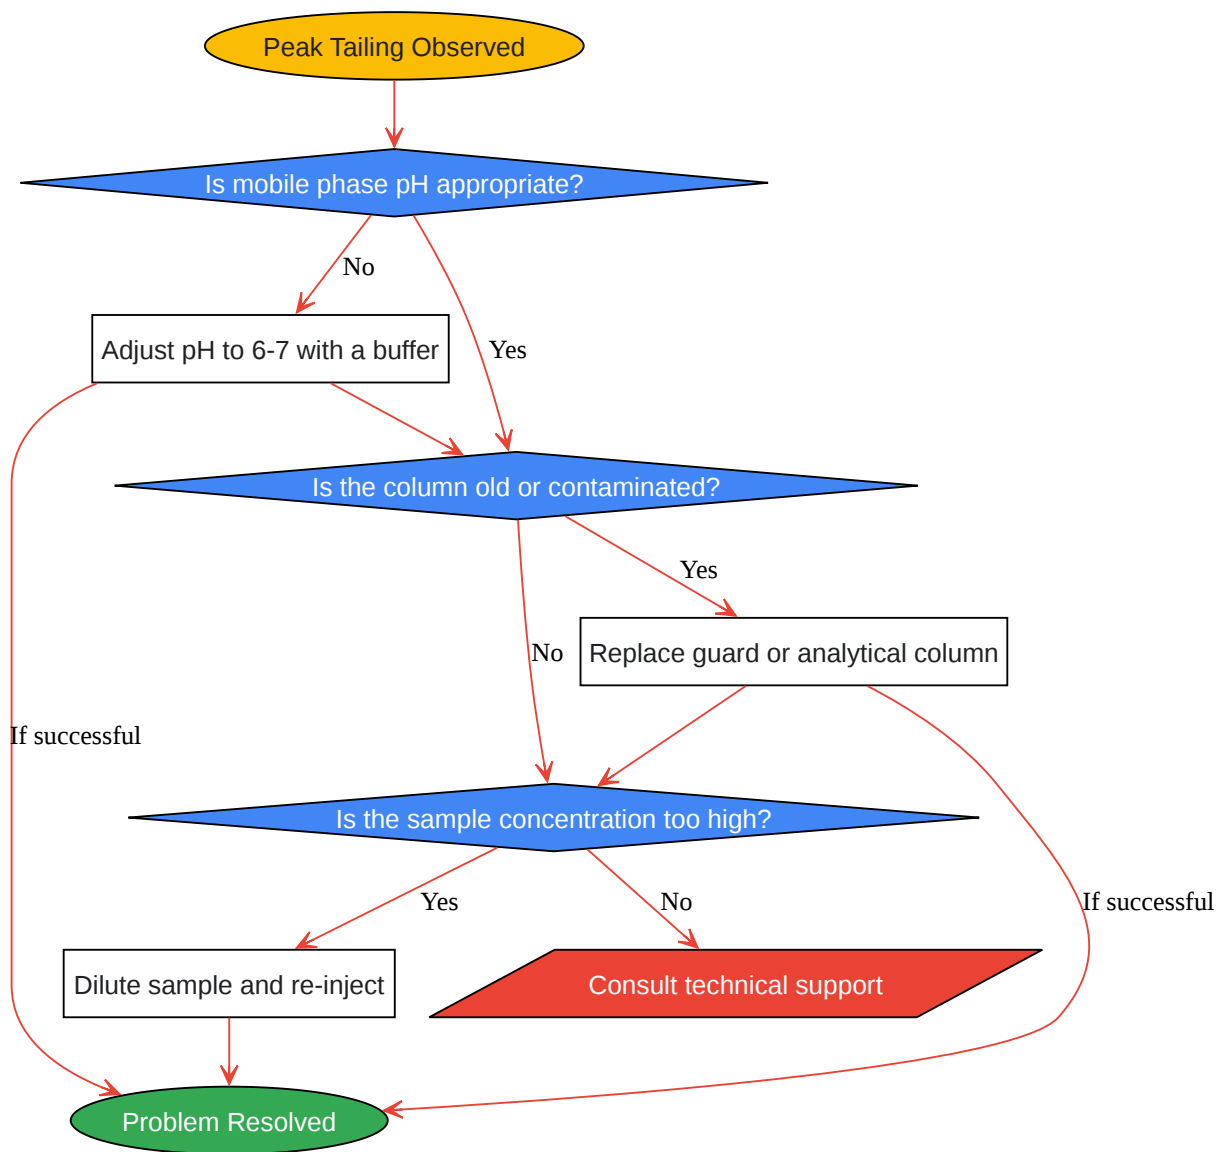 Peak Tailing Observed
Is mobile phase pH appropriate?
No
Yes
Adjust pH to 6-7 with a buffer
Is the column old or contaminated?
Yes
No
Replace guard or analytical column
If successful
Is the sample concentration too high?
Yes
No
If successful
Dilute sample and re-inject
Consult technical support
Problem Resolved